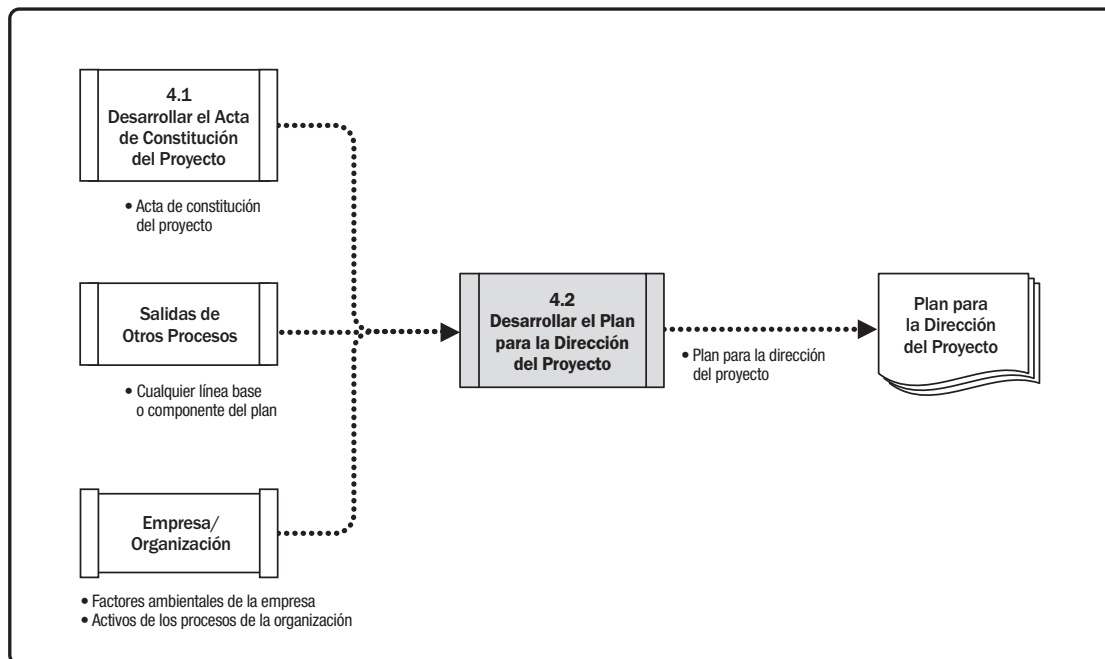 4.1
Desarrollar el Acta
de Constitución
del Proyecto
• Acta de constitución
del proyecto
Salidas de
Otros Procesos
• Cualquier línea base
o componente del plan
Empresa/
Organización
• Factores ambientales de la empresa
• Activos de los procesos de la organización
4.2
Desarrollar el Plan
para la Dirección
del Proyecto
• Plan para la dirección
del proyecto
Plan para
la Dirección
del Proyecto